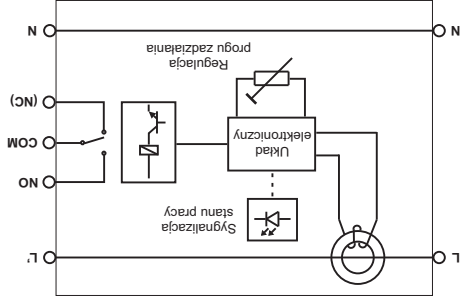 L
L'
Sygnalizacja
stanu pracy
NO
Układ
elektroniczny
COM
(NC)
Regulacja
progu zadziałania
N
N